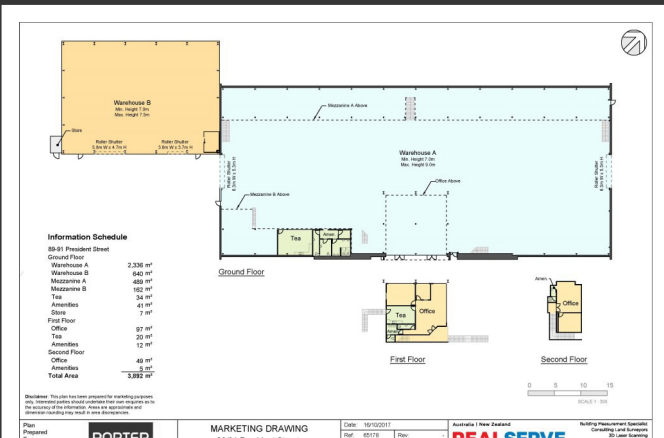 Warehouse B
Min. Height 7.0m
Max. Height 7.5m
Store
Roller Shutter
5.8m W x 4.7m H
Roller Shutter
3.6m W x 3.7m H
Mezzanine A Above
Warehouse A
Min. Height 7.0m
Max. Height 9.0m
Office Above
Roller Shutter
Roller Shutter
Mezzanine B Above
Tea
Amen.
Ground Floor
Information Schedule
89-91 President Street
Ground Floor
Warehouse A 2,336 m²
Warehouse B 640 m²
Mezzanine A 489 m²
Mezzanine B 162 m²
Tea 34 m²
Amenities 41 m²
Store 7 m²
First Floor
Office 97 m²
Tea 20 m²
Amenities 12 m²
Second Floor
Office 49 m²
Amenities 5 m²
Total Area 3,892 m²
Tea
Office
Amen.
First Floor
Amen.
Office
Second Floor
0 5 10 15
SCALE 1:
Disclaimer: This plan has been prepared for marketing purposes
only. Interested parties should undertake their own enquiries as to
the accuracy of the information. Areas are approximate and
dimension rounding may result in area discrepancies.
Plan
Prepared
PORTER
MARKETING DRAWING
Date: 16/10/2017
Ref: 65178 Rev: -
Australia | New Zealand
REALSERVE
Building Measurement Specialist
Consulting Land Surveyors
3D Laser Scanning